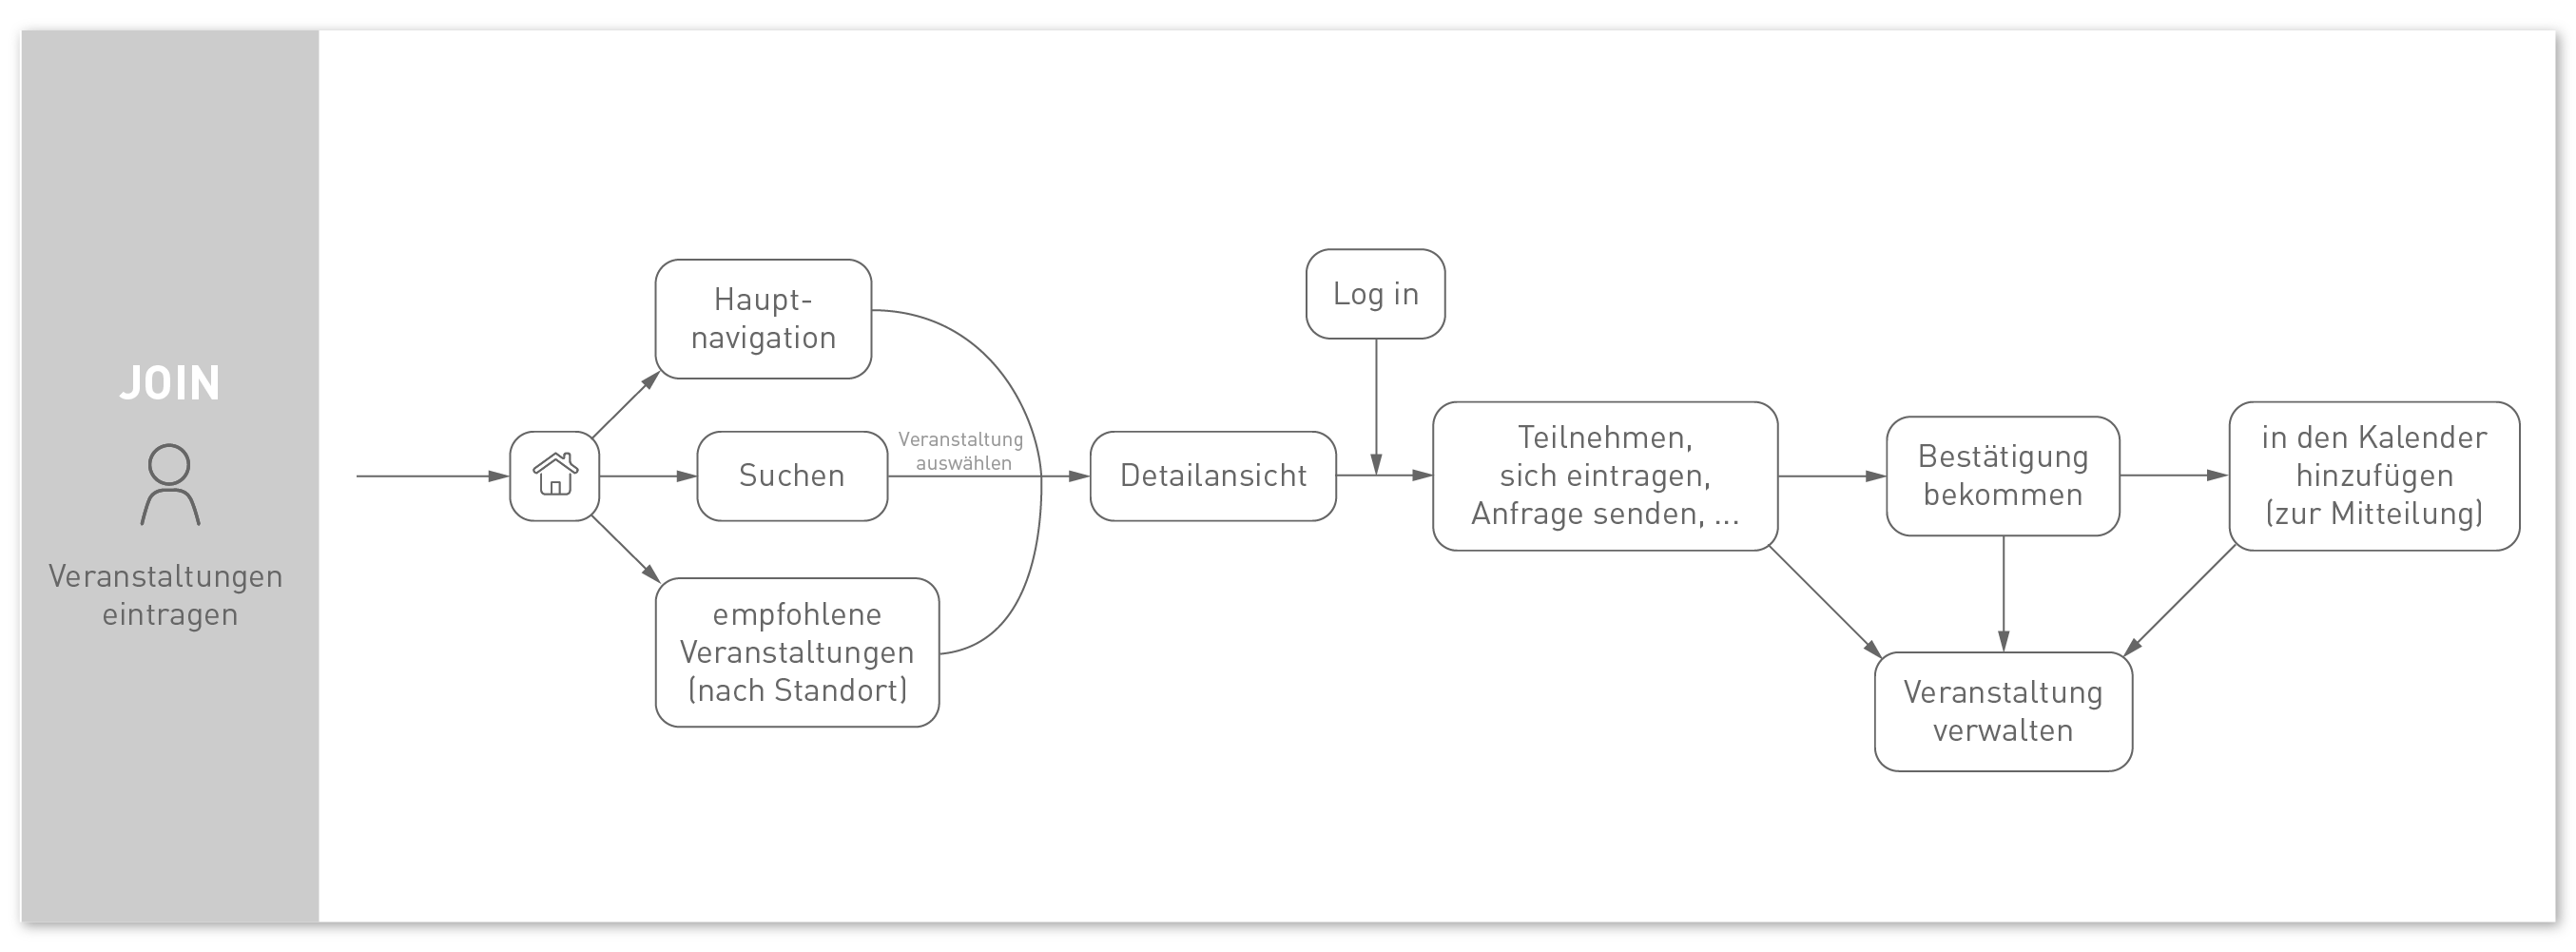 JOIN
Veranstaltungen
eintragen
Haupt-
navigation
Suchen
empfohlene
Veranstaltungen
(nach Standort)
Veranstaltung
auswählen
Detailansicht
Log in
Teilnehmen,
sich eintragen,
Anfrage senden, ...
Bestätigung
bekommen
in den Kalender
hinzufügen
(zur Mitteilung)
Veranstaltung
verwalten